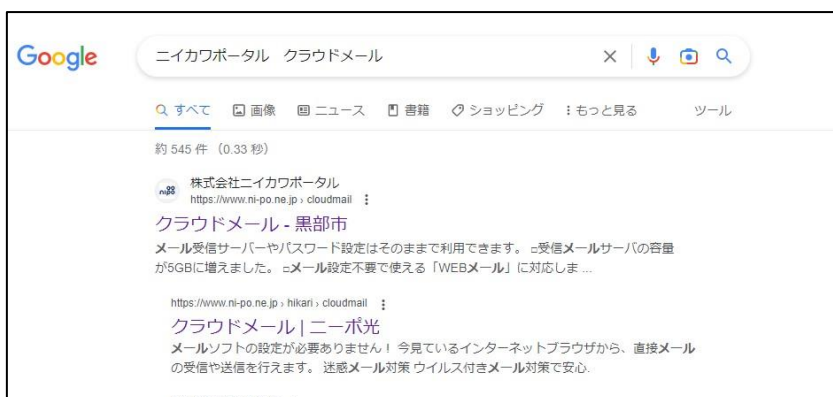 Google
ニイカワポータル　クラウドメール
すべて 画像 ニュース 書籍 ショッピング もっと見る ツール
約 545 件 （0.33 秒）
株式会社ニイカワポータル
https://www.ni-po.ne.jp › cloudmail
クラウドメール - 黒部市
メール受信サーバーやパスワード設定はそのままで利用できます。 □受信メールサーバの容量
が5GBに増えました。 □メール設定不要で使える「WEBメール」に対応しま ...
https://www.ni-po.ne.jp › hikari › cloudmail
クラウドメール | ニーポ光
メールソフトの設定が必要ありません！ 今見ているインターネットブラウザから、直接メール
の受信や送信を行えます。 迷惑メール対策 ウイルス付きメール対策で安心.